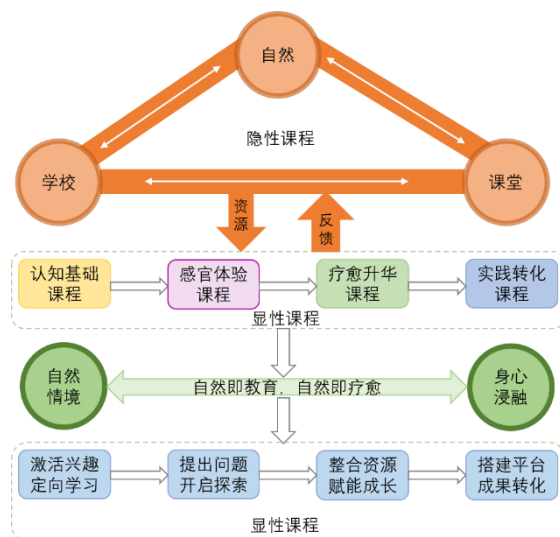 自然
隐性课程
学校
课堂
资源
反馈
认知基础
课程
感官体验
课程
疗愈升华
课程
实践转化
课程
显性课程
自然
情境
自然即教育，自然即疗愈
身心
浸融
激活兴趣
定向学习
提出问题
开启探索
整合资源
赋能成长
搭建平台
成果转化
显性课程